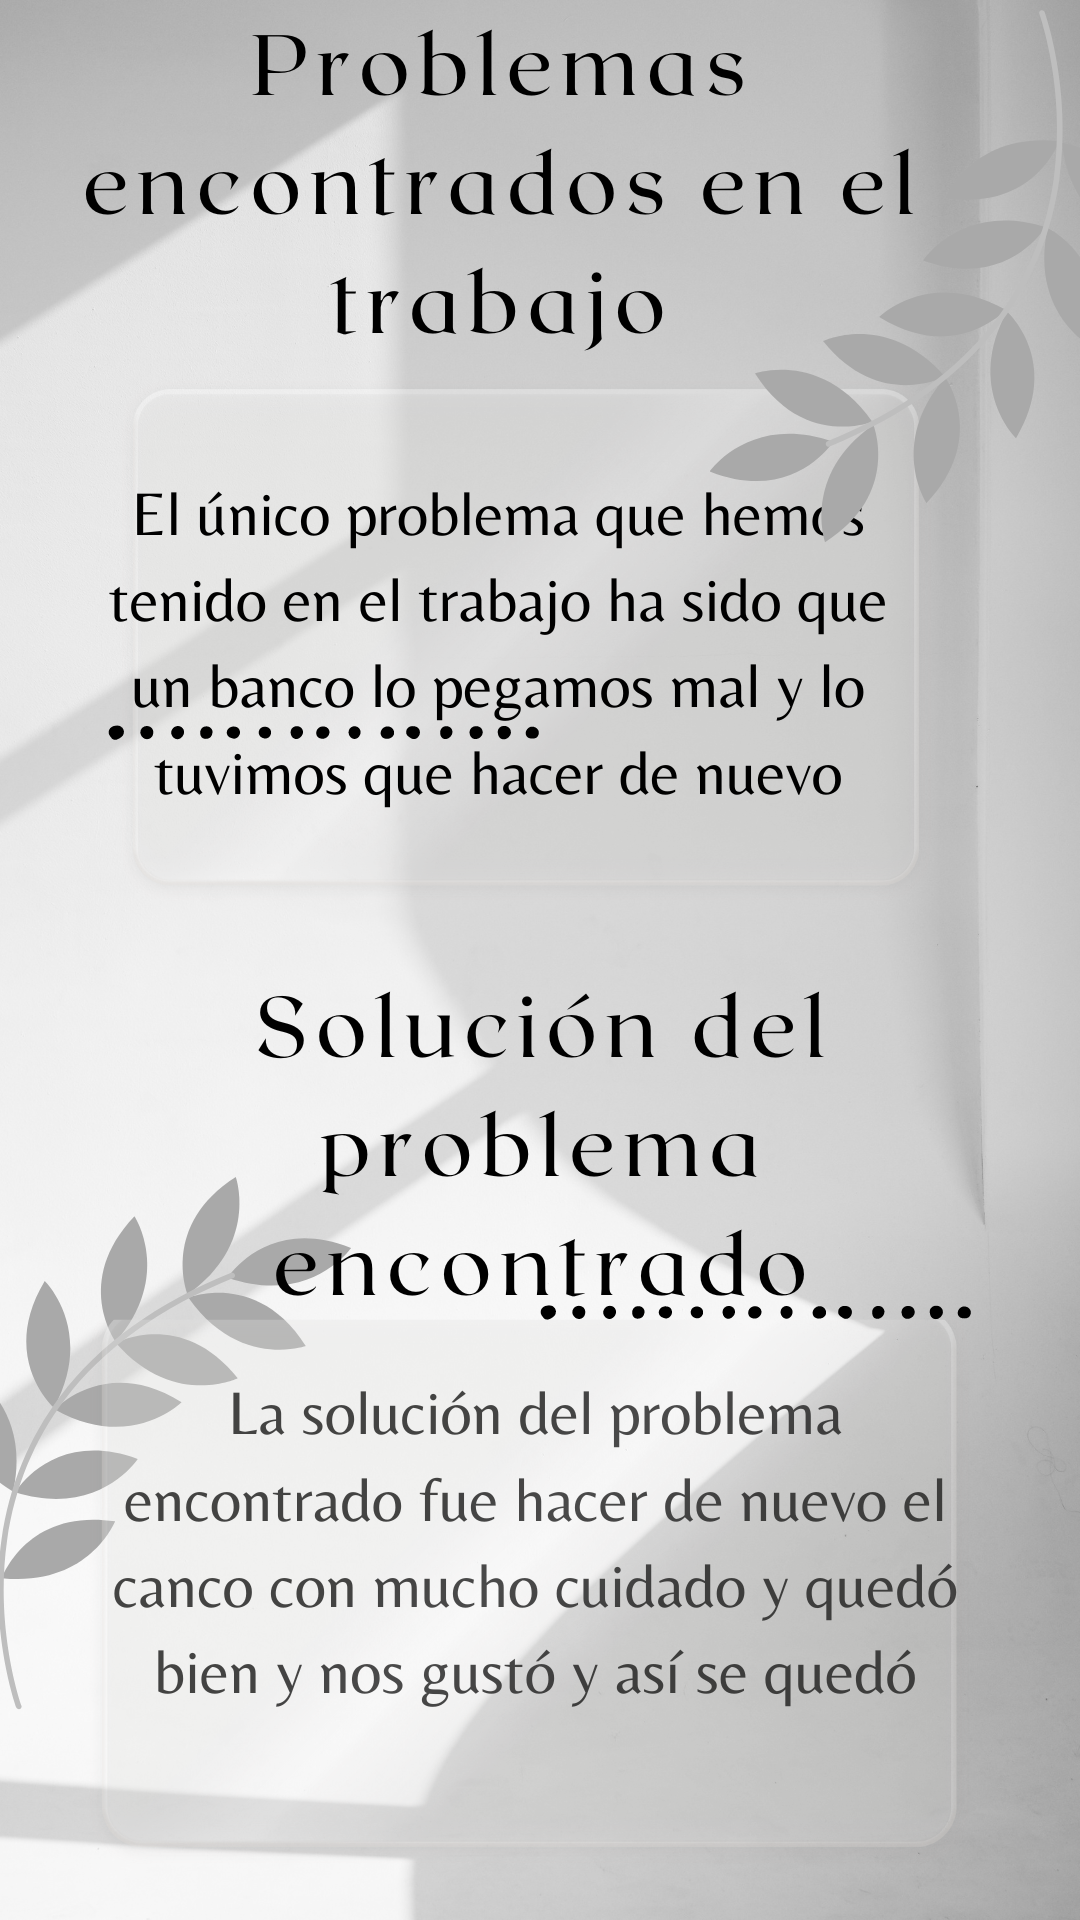 Problemas
encontrados en el
trabajo
El único problema que hemos
tenido en el trabajo ha sido que
un banco lo pegamos mal y lo
tuvimos que hacer de nuevo
Solución del
problema
encontrado
La solución del problema
encontrado fue hacer de nuevo el
canco con mucho cuidado y quedó
bien y nos gustó y así se quedó